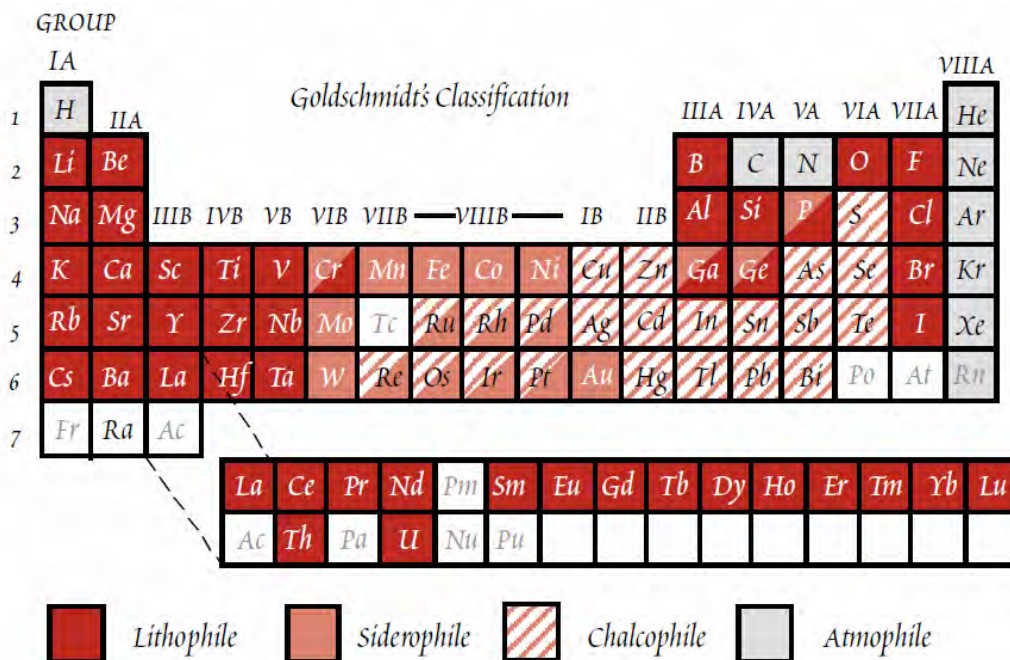 GROUP
IA VIIIA
Goldschmidt's Classification
1 H IIA IIIA IVA VA VIA VIIA He
2 Li Be B C N O F Ne
3 Na Mg IIIB IVB VB VIB VIIB VIIIB IB IIB Al Si P S Cl Ar
4 K Ca Sc Ti V Cr Mn Fe Co Ni Cu Zn Ga Ge As Se Br Kr
5 Rb Sr Y Zr Nb Mo Tc Ru Rh Pd Ag Cd In Sn Sb Te I Xe
6 Cs Ba La Hf Ta W Re Os Ir Pt Au Hg Tl Pb Bi Po At Rn
7 Fr Ra Ac
La Ce Pr Nd Pm Sm Eu Gd Tb Dy Ho Er Tm Yb Lu
Ac Th Pa U Nu Pu
Lithophile Siderophile Chalcophile Atmophile